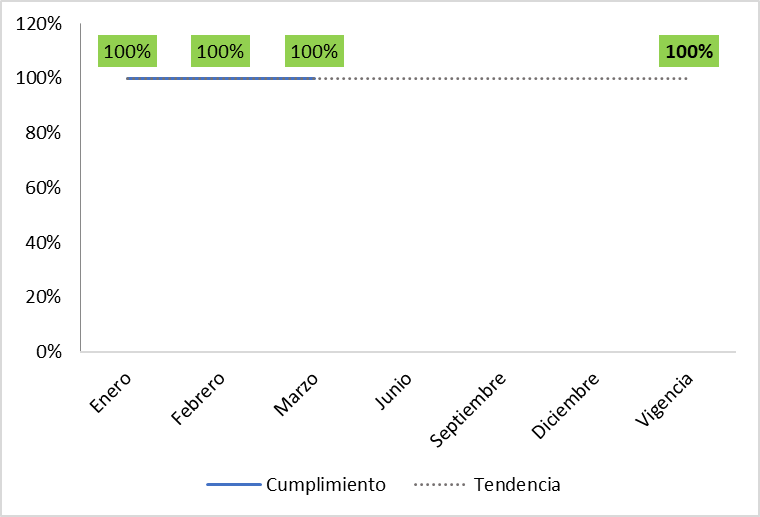 120%
100% 100% 100% 100%
100%
80%
60%
40%
20%
0%
Enero
Febrero
Marzo
Junio
Septiembre
Diciembre
Vigencia
Cumplimiento
Tendencia